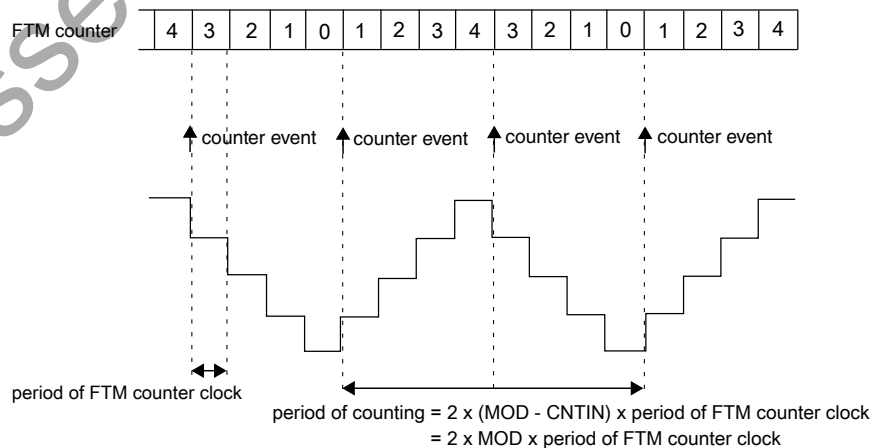 FTM counter 4 3 2 1 0 1 2 3 4 3 2 1 0 1 2 3 4
counter event counter event counter event counter event
period of FTM counter clock
period of counting = 2 x (MOD - CNTIN) x period of FTM counter clock
= 2 x MOD x period of FTM counter clock